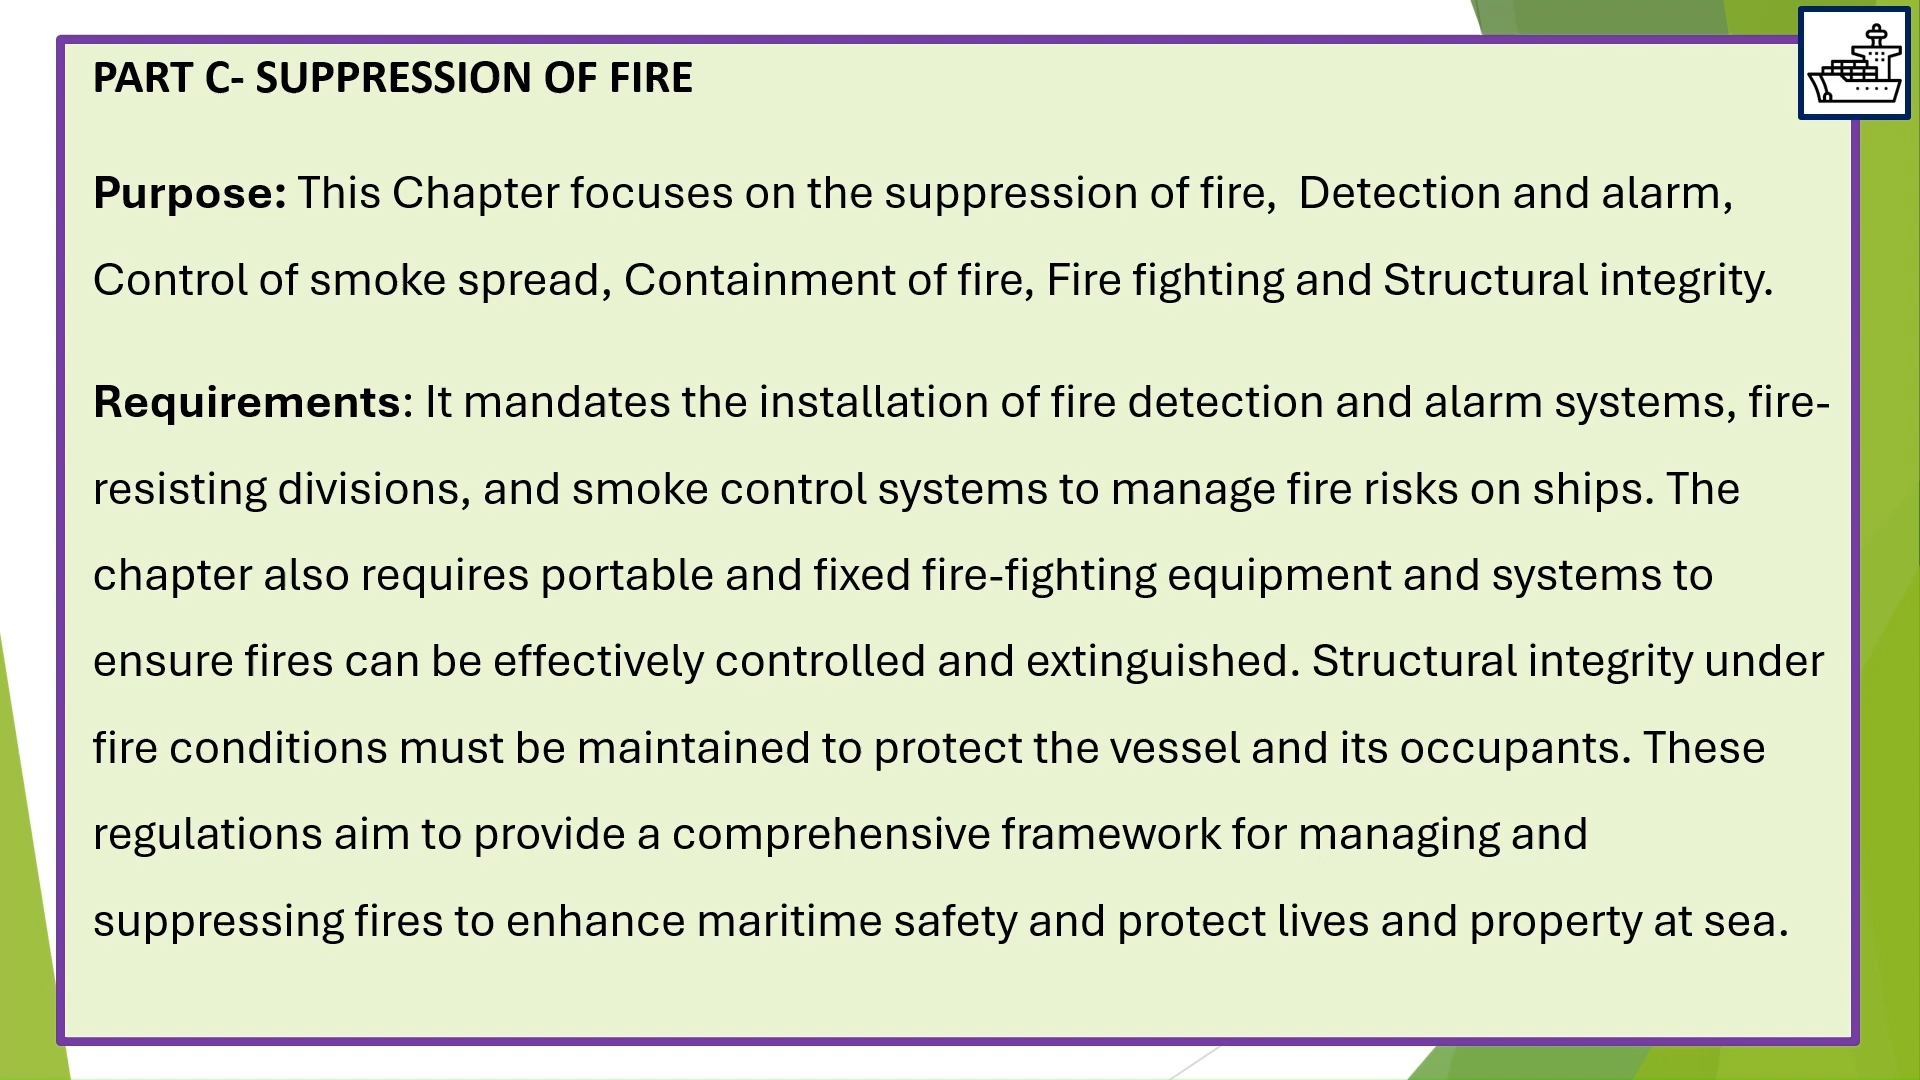 PART C- SUPPRESSION OF FIRE
Purpose: This Chapter focuses on the suppression of fire,  Detection and alarm,
Control of smoke spread, Containment of fire, Fire fighting and Structural integrity.
Requirements: It mandates the installation of fire detection and alarm systems, fire-
resisting divisions, and smoke control systems to manage fire risks on ships. The
chapter also requires portable and fixed fire-fighting equipment and systems to
ensure fires can be effectively controlled and extinguished. Structural integrity under
fire conditions must be maintained to protect the vessel and its occupants. These
regulations aim to provide a comprehensive framework for managing and
suppressing fires to enhance maritime safety and protect lives and property at sea.